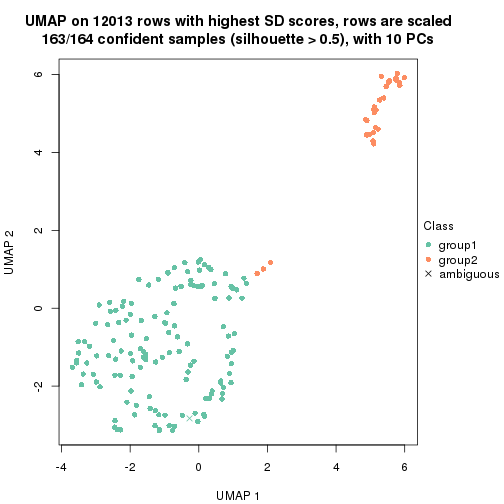 UMAP on 12013 rows with highest SD scores, rows are scaled
163/164 confident samples (silhouette > 0.5), with 10 PCs
6
4
2
0
-2
UMAP 2
-4
-2
0
2
4
6
UMAP 1
Class
group1
group2
ambiguous